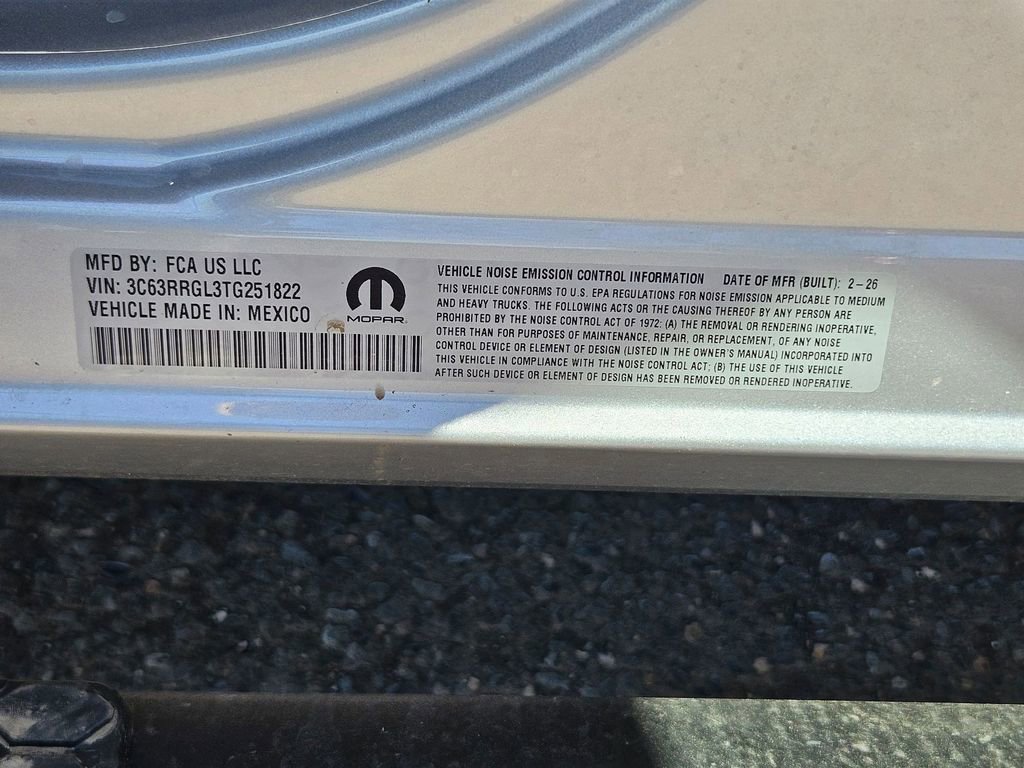 MFD BY: FCA US LLC
VIN: 3C63RRGL3TG251822
VEHICLE MADE IN: MEXICO
MOPAR
VEHICLE NOISE EMISSION CONTROL INFORMATION DATE OF MFR (BUILT): 2-26
THIS VEHICLE CONFORMS TO U.S. EPA REGULATIONS FOR NOISE EMISSION APPLICABLE TO MEDIUM
AND HEAVY TRUCKS. THE FOLLOWING ACTS OR THE CAUSING THEREOF BY ANY PERSON ARE
PROHIBITED BY THE NOISE CONTROL ACT OF 1972: (A) THE REMOVAL OR RENDERING INOPERATIVE,
OTHER THAN FOR PURPOSES OF MAINTENANCE, REPAIR, OR REPLACEMENT, OF ANY NOISE
CONTROL DEVICE OR ELEMENT OF DESIGN (LISTED IN THE OWNER'S MANUAL) INCORPORATED INTO
THIS VEHICLE IN COMPLIANCE WITH THE NOISE CONTROL ACT; (B) THE USE OF THIS VEHICLE
AFTER SUCH DEVICE OR ELEMENT OF DESIGN HAS BEEN REMOVED OR RENDERED INOPERATIVE.